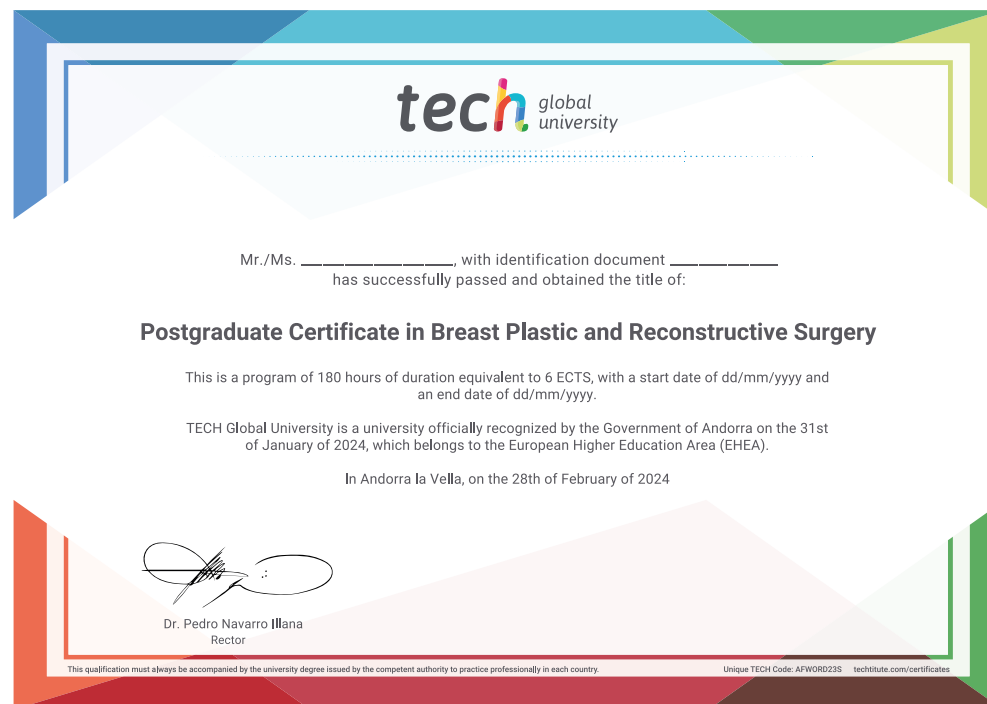 tech global
university
Mr./Ms. __________________, with identification document _____________
has successfully passed and obtained the title of:
Postgraduate Certificate in Breast Plastic and Reconstructive Surgery
This is a program of 180 hours of duration equivalent to 6 ECTS, with a start date of dd/mm/yyyy and
an end date of dd/mm/yyyy.
TECH Global University is a university officially recognized by the Government of Andorra on the 31st
of January of 2024, which belongs to the European Higher Education Area (EHEA).
In Andorra la Vella, on the 28th of February of 2024
Dr. Pedro Navarro Illana
Rector
This qualification must always be accompanied by the university degree issued by the competent authority to practice professionally in each country. Unique TECH Code: AFWORD23S techtitute.com/certificates